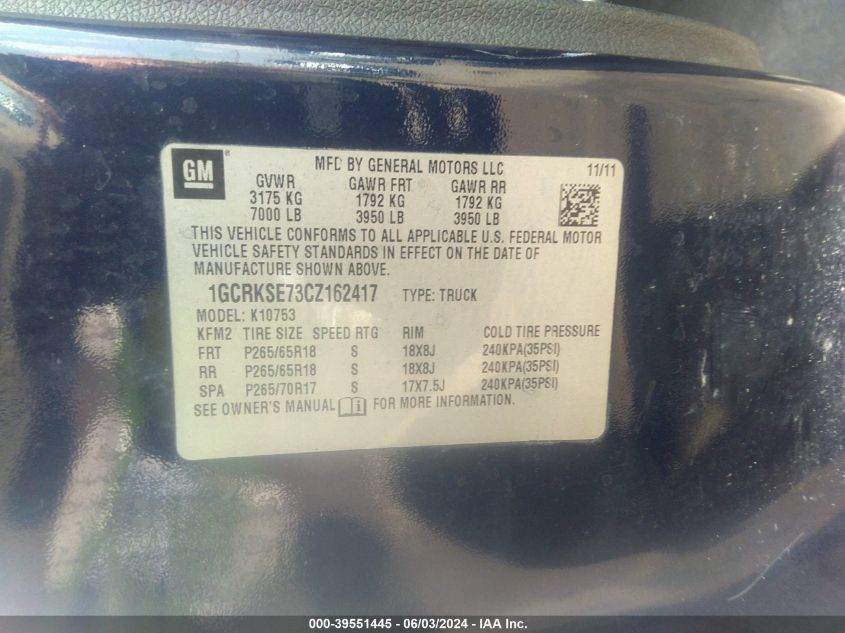 GM ® MFD BY GENERAL MOTORS LLC 11/11
GVWR GAWR FRT GAWR RR
3175 KG 1792 KG 1792 KG
7000 LB 3950 LB 3950 LB
THIS VEHICLE CONFORMS TO ALL APPLICABLE U.S. FEDERAL MOTOR
VEHICLE SAFETY STANDARDS IN EFFECT ON THE DATE OF
MANUFACTURE SHOWN ABOVE.
1GCRKSE73CZ162417 TYPE: TRUCK
MODEL: K10753
KFM2 TIRE SIZE SPEED RTG RIM COLD TIRE PRESSURE
FRT P265/65R18 S 18X8J 240KPA(35PSI)
RR P265/65R18 S 18X8J 240KPA(35PSI)
SPA P265/70R17 S 17X7.5J 240KPA(35PSI)
SEE OWNER'S MANUAL i FOR MORE INFORMATION.
000-39551445 - 06/03/2024 - IAA Inc.